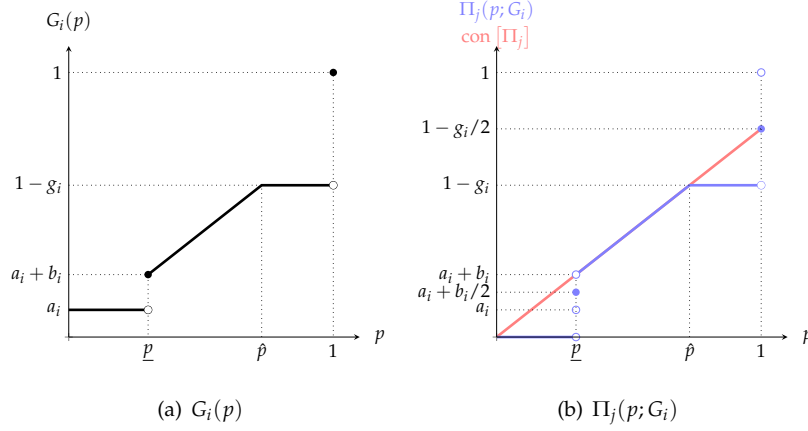 G_i(p)
1
1 − g_i
a_i + b_i
a_i
p̲
p̂
1
p
(a) G_i(p)
Π_j(p; G_i)
con [Π_j]
1
1 − g_i/2
1 − g_i
a_i + b_i
a_i + b_i/2
a_i
p̲
p̂
1
p
(b) Π_j(p; G_i)